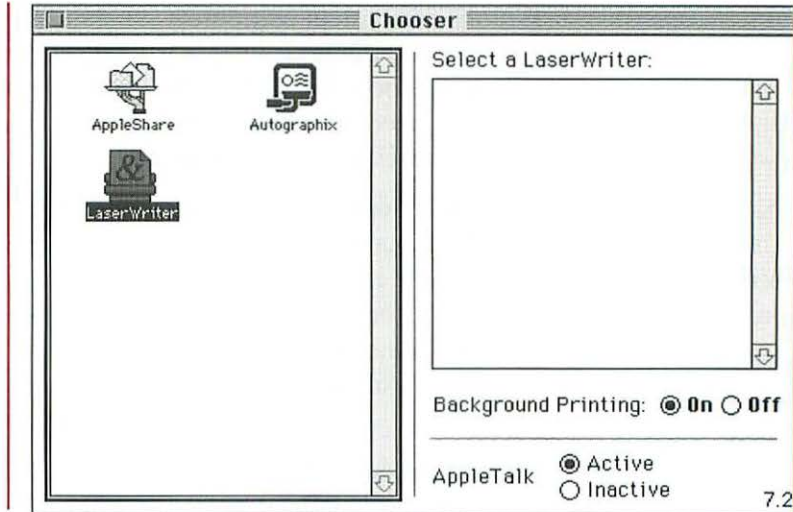 Chooser
AppleShare
Autographix
LaserWriter
Select a LaserWriter:
Background Printing: On Off
AppleTalk Active
Inactive
7.2